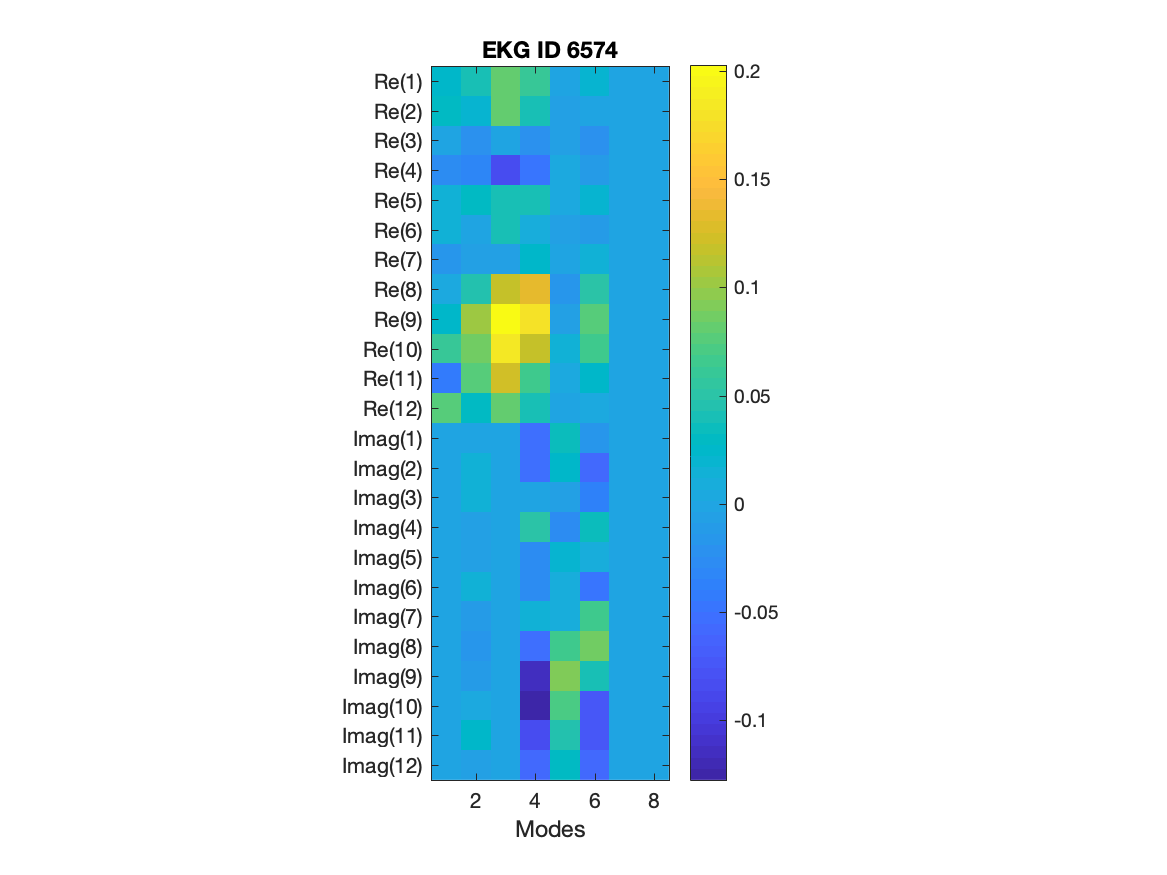 EKG ID 6574
Re(1)
Re(2)
Re(3)
Re(4)
Re(5)
Re(6)
Re(7)
Re(8)
Re(9)
Re(10)
Re(11)
Re(12)
Imag(1)
Imag(2)
Imag(3)
Imag(4)
Imag(5)
Imag(6)
Imag(7)
Imag(8)
Imag(9)
Imag(10)
Imag(11)
Imag(12)
2 4 6 8
Modes
0.2
0.15
0.1
0.05
0
-0.05
-0.1